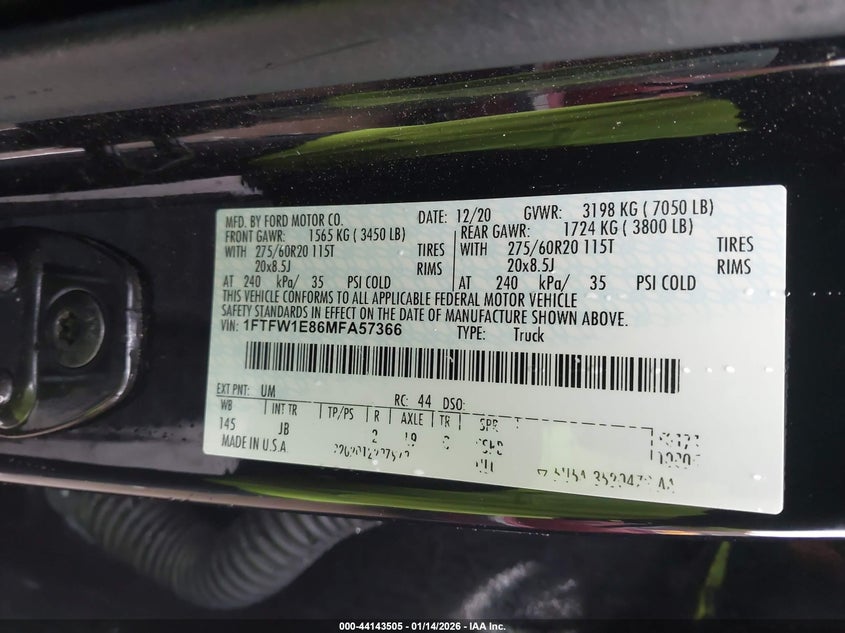 MFD. BY FORD MOTOR CO. DATE: 12/20 GVWR: 3198 KG ( 7050 LB)
FRONT GAWR: 1565 KG ( 3450 LB) REAR GAWR: 1724 KG ( 3800 LB)
WITH 275/60R20 115T TIRES WITH 275/60R20 115T TIRES
20x8.5J RIMS 20x8.5J RIMS
AT 240 kPa/ 35 PSI COLD AT 240 kPa/ 35 PSI COLD
THIS VEHICLE CONFORMS TO ALL APPLICABLE FEDERAL MOTOR VEHICLE
SAFETY STANDARDS IN EFFECT ON THE DATE OF MANUFACTURE SHOWN ABOVE.
VIN: 1FTFW1E86MFA57366 TYPE: Truck
EXT PNT: UM RC: 44 DSO:
WB INT TR TP/PS R AXLE TR SPR
145 JB 2 19
MADE IN U.S.A.
000-44143505 - 01/14/2026 - IAA Inc.